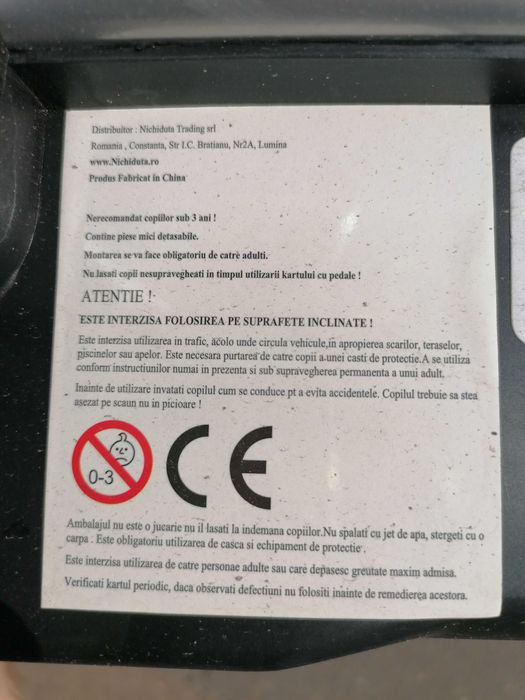 Distribuitor : Nichiduta Trading srl
Romania , Constanta, Str I.C. Bratianu, Nr2A, Lumina
www.Nichiduta.ro
Produs Fabricat in China
Nerecomandat copiilor sub 3 ani !
Contine piese mici detasabile.
Montarea se va face obligatoriu de catre adulti.
Nu lasati copii nesupravegheati in timpul utilizarii kartului cu pedale !
ATENTIE !
ESTE INTERZISA FOLOSIREA PE SUPRAFETE INCLINATE !
Este interzisa utilizarea in trafic, acolo unde circula vehicule,in apropierea scarilor, teraselor,
piscinelor sau apelor. Este necesara purtarea de catre copii a unei casti de protectie.A se utiliza
conform instructiunilor numai in prezenta si sub supravegherea permanenta a unui adult.
Inainte de utilizare invatati copilul cum se conduce pt a evita accidentele. Copilul trebuie sa stea
asezat pe scaun nu in picioare !
0-3
CE
Ambalajul nu este o jucarie nu il lasati la indemana copiilor.Nu spalati cu jet de apa, stergeti cu o
carpa . Este obligatoriu utilizarea de casca si echipament de protectie .
Este interzisa utilizarea de catre personae adulte sau care depasesc greutate maxim admisa.
Verificati kartul periodic, daca observati defectiuni nu folositi inainte de remedierea acestora.